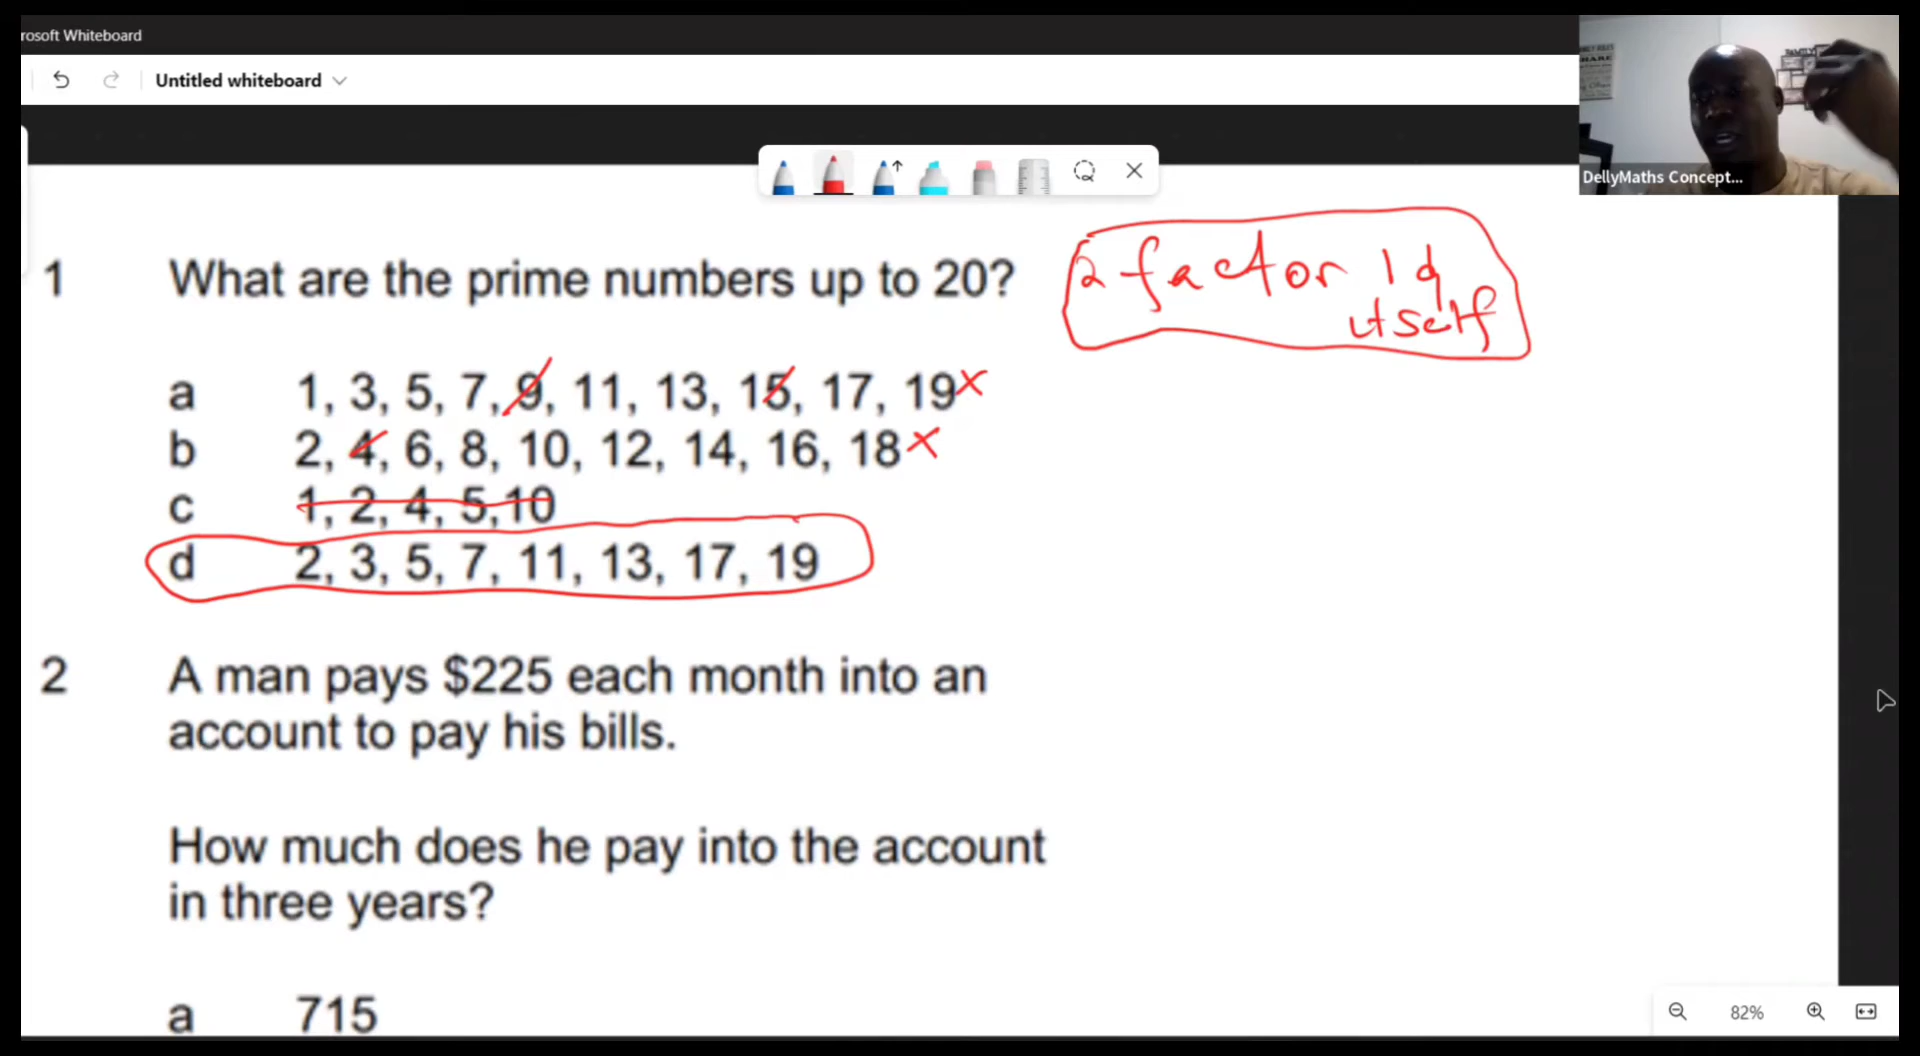 rosoft Whiteboard
Untitled whiteboard
DellyMaths Concept...
1 What are the prime numbers up to 20?
2 factor 1 &
itself
a 1, 3, 5, 7, 9, 11, 13, 15, 17, 19 x
b 2, 4, 6, 8, 10, 12, 14, 16, 18 x
c 1, 2, 4, 5,10
d 2, 3, 5, 7, 11, 13, 17, 19
2 A man pays $225 each month into an
account to pay his bills.
How much does he pay into the account
in three years?
a 715
82%